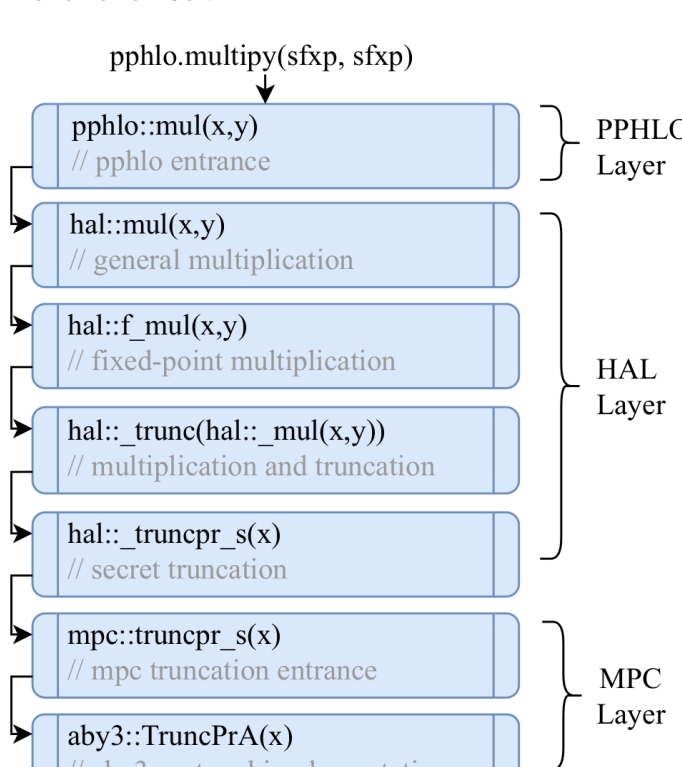 pphlo.multipy(sfxp, sfxp)
pphlo::mul(x,y)
// pphlo entrance
PPHLO
Layer
hal::mul(x,y)
// general multiplication
hal::f_mul(x,y)
// fixed-point multiplication
hal::_trunc(hal::_mul(x,y))
// multiplication and truncation
hal::_truncpr_s(x)
// secret truncation
HAL
Layer
mpc::truncpr_s(x)
// mpc truncation entrance
aby3::TruncPrA(x)
MPC
Layer